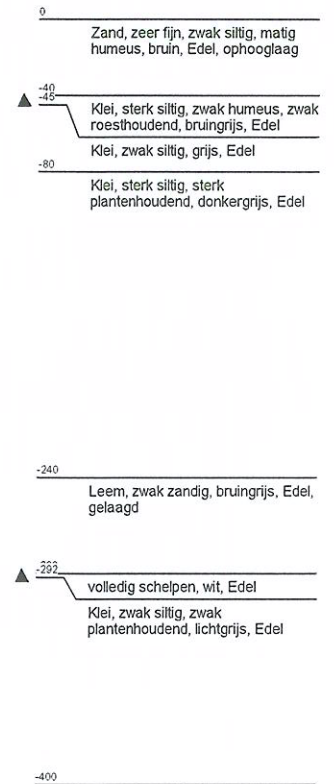 0
Zand, zeer fijn, zwak siltig, matig
humeus, bruin, Edel, ophooglaag
-40
-45
Klei, sterk siltig, zwak humeus, zwak
roesthoudend, bruingrijs, Edel
Klei, zwak siltig, grijs, Edel
-80
Klei, sterk siltig, sterk
plantenhoudend, donkergrijs, Edel
-240
Leem, zwak zandig, bruingrijs, Edel,
gelaagd
-292
volledig schelpen, wit, Edel
Klei, zwak siltig, zwak
plantenhoudend, lichtgrijs, Edel
-400